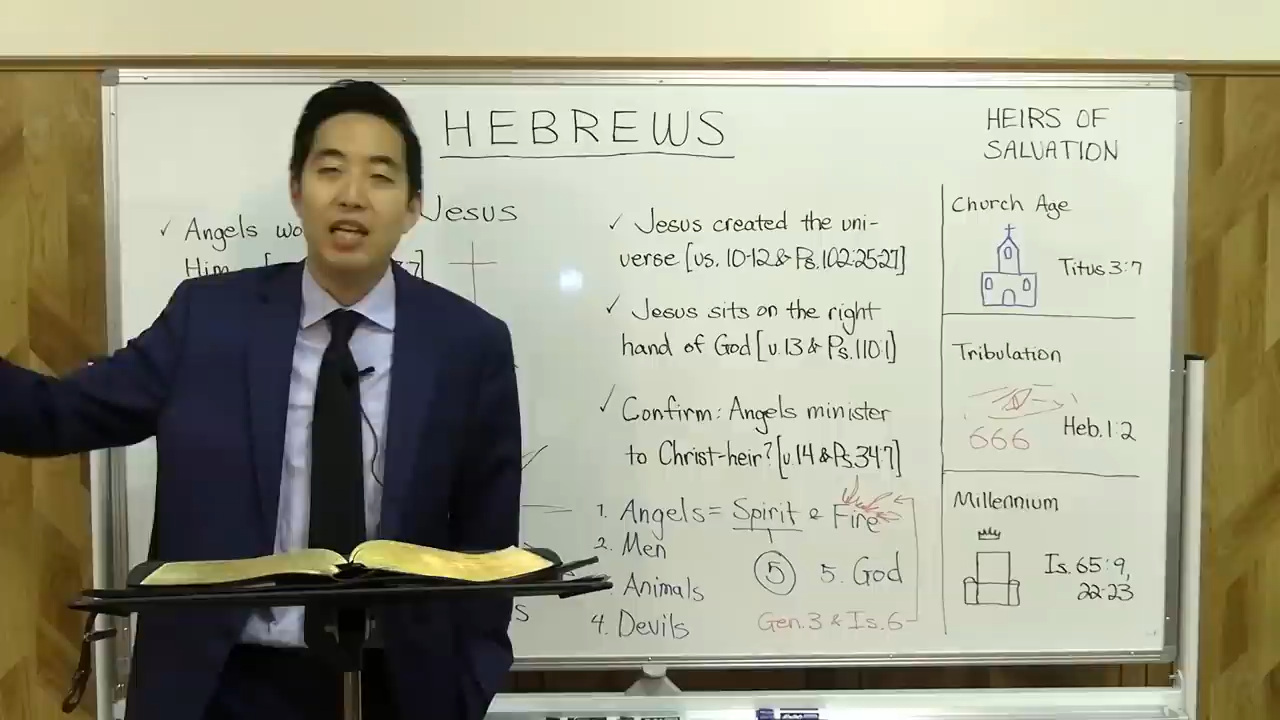 HEBREWS
Jesus
✓ Angels wo
Him 7]
✓ Jesus created the uni-
verse [vs. 10-12 & Ps. 102:25-27]
✓ Jesus sits on the right
hand of God [v. 13 & Ps. 110:1]
✓ Confirm: Angels minister
to Christ-heir? [v. 14 & Ps. 34:7]
1. Angels = Spirit & Fire
2. Men
Animals
4. Devils
5
5. God
Gen. 3 & Is. 6
S
HEIRS OF
SALVATION
Church Age
Titus 3:7
Tribulation
666
Heb. 1:2
Millennium
Is. 65:9,
22-23